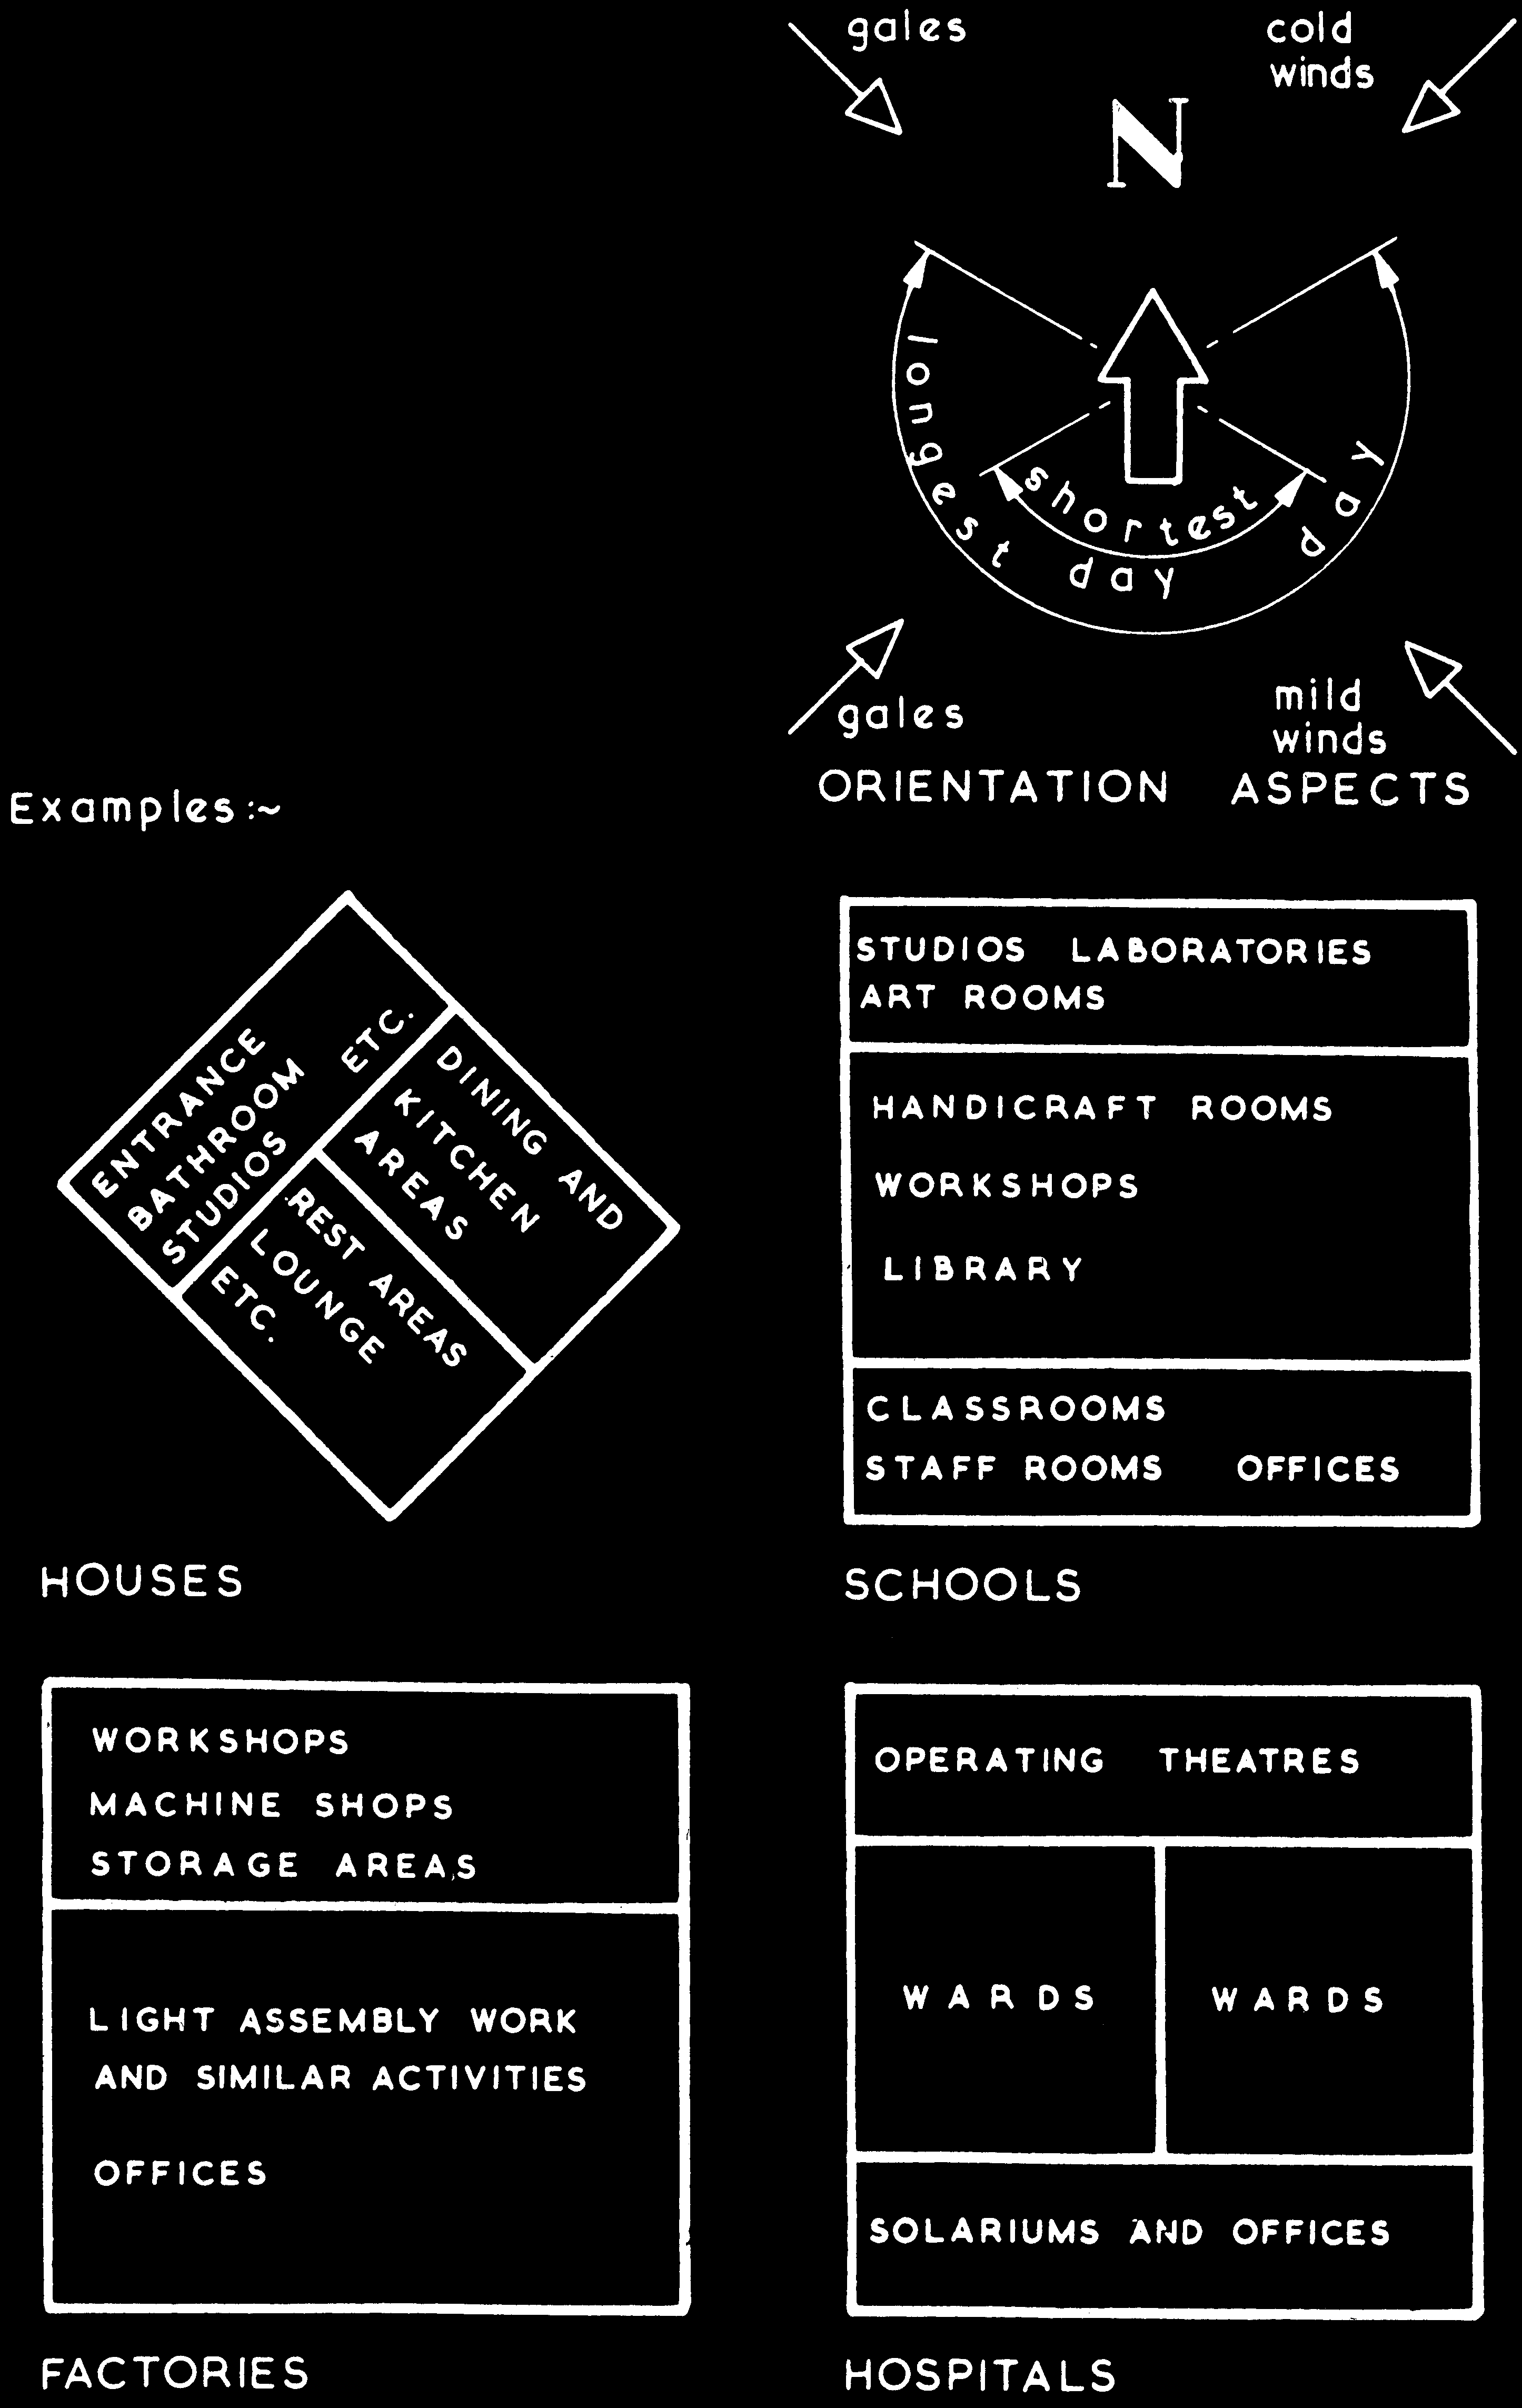 gales
cold
winds
N
longest day
shortest
day
gales
mild
winds
ORIENTATION ASPECTS
Examples:~
ENTRANCE
BATHROOM ETC.
STUDIOS
DINING AND
KITCHEN
AREAS
REST AREAS
LOUNGE
ETC.
HOUSES
STUDIOS LABORATORIES
ART ROOMS
HANDICRAFT ROOMS
WORKSHOPS
LIBRARY
CLASSROOMS
STAFF ROOMS OFFICES
SCHOOLS
WORKSHOPS
MACHINE SHOPS
STORAGE AREAS
LIGHT ASSEMBLY WORK
AND SIMILAR ACTIVITIES
OFFICES
FACTORIES
OPERATING THEATRES
WARDS WARDS
SOLARIUMS AND OFFICES
HOSPITALS